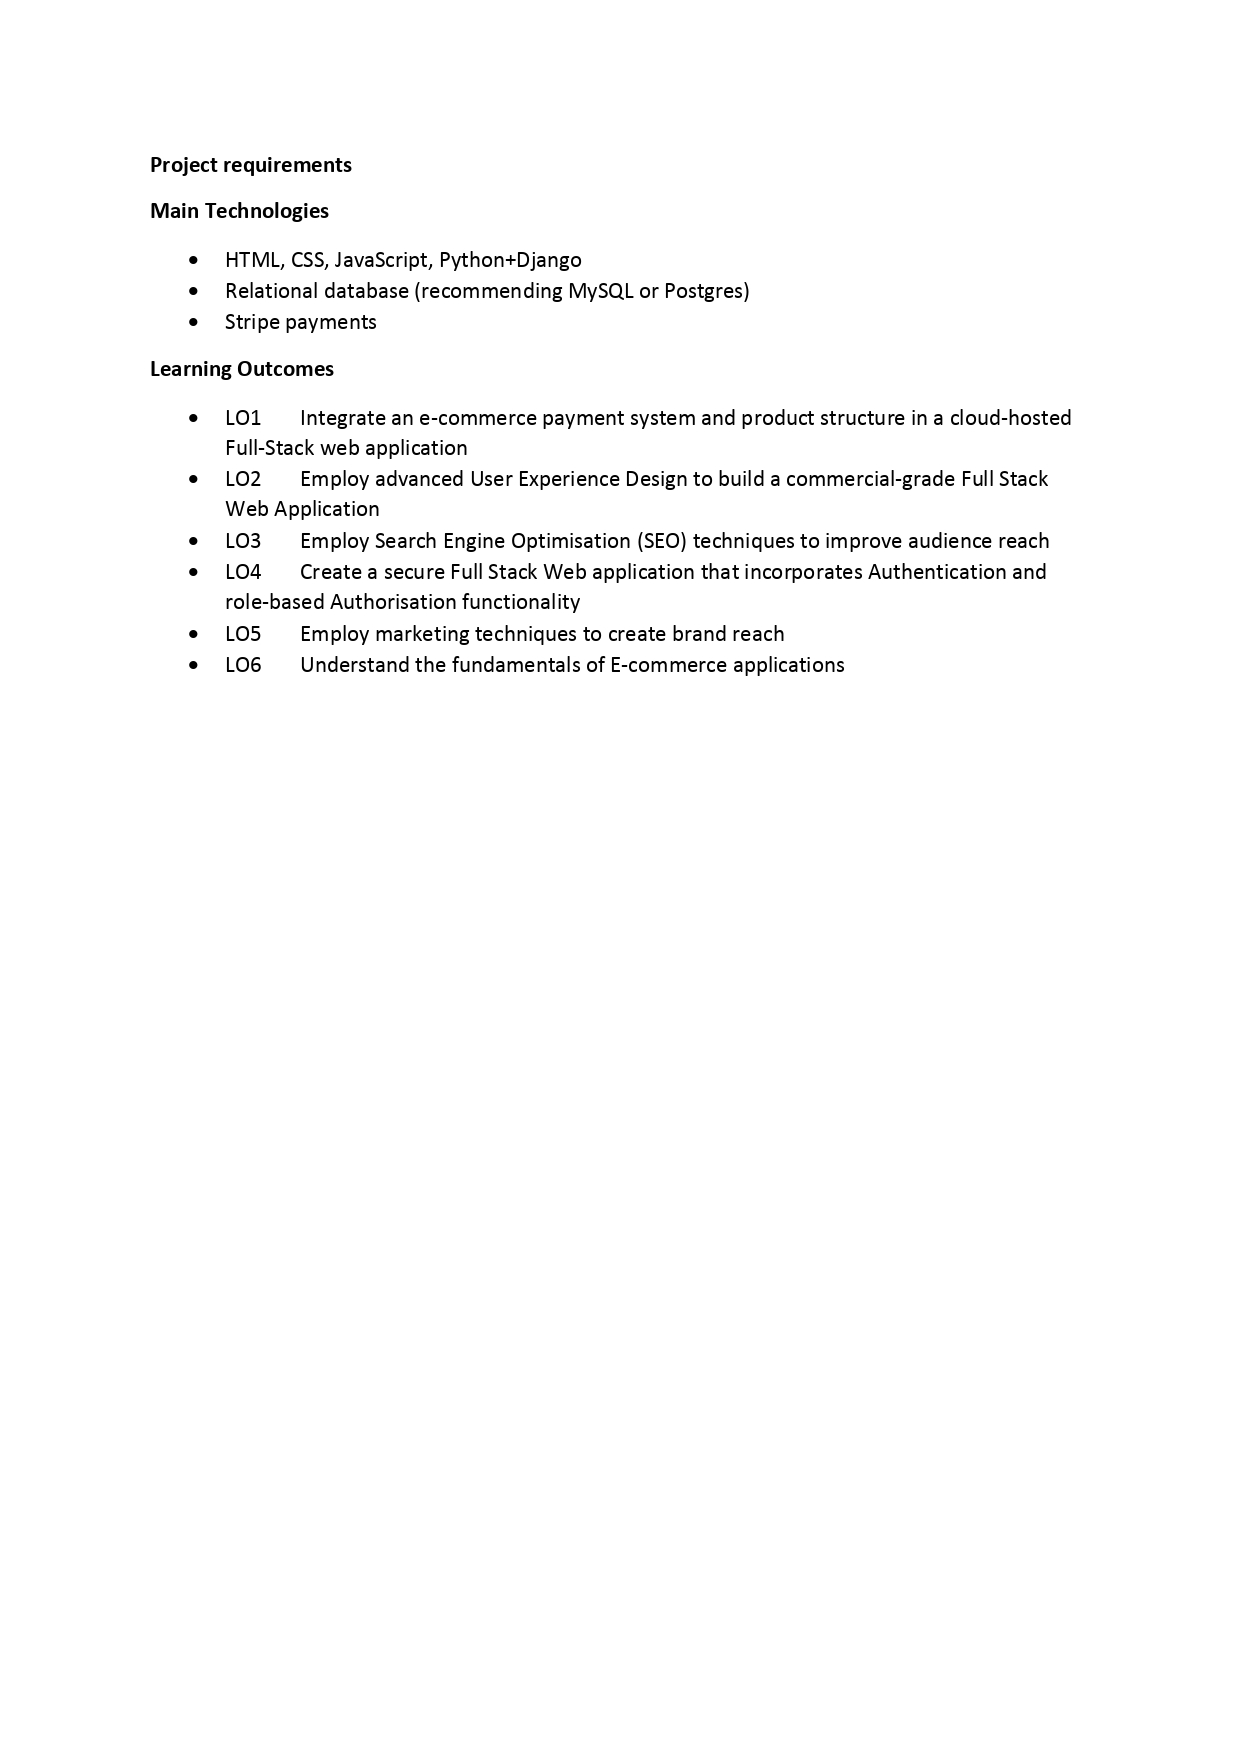 Project requirements
Main Technologies
• HTML, CSS, JavaScript, Python+Django
• Relational database (recommending MySQL or Postgres)
• Stripe payments
Learning Outcomes
• LO1 Integrate an e-commerce payment system and product structure in a cloud-hosted
Full-Stack web application
• LO2 Employ advanced User Experience Design to build a commercial-grade Full Stack
Web Application
• LO3 Employ Search Engine Optimisation (SEO) techniques to improve audience reach
• LO4 Create a secure Full Stack Web application that incorporates Authentication and
role-based Authorisation functionality
• LO5 Employ marketing techniques to create brand reach
• LO6 Understand the fundamentals of E-commerce applications